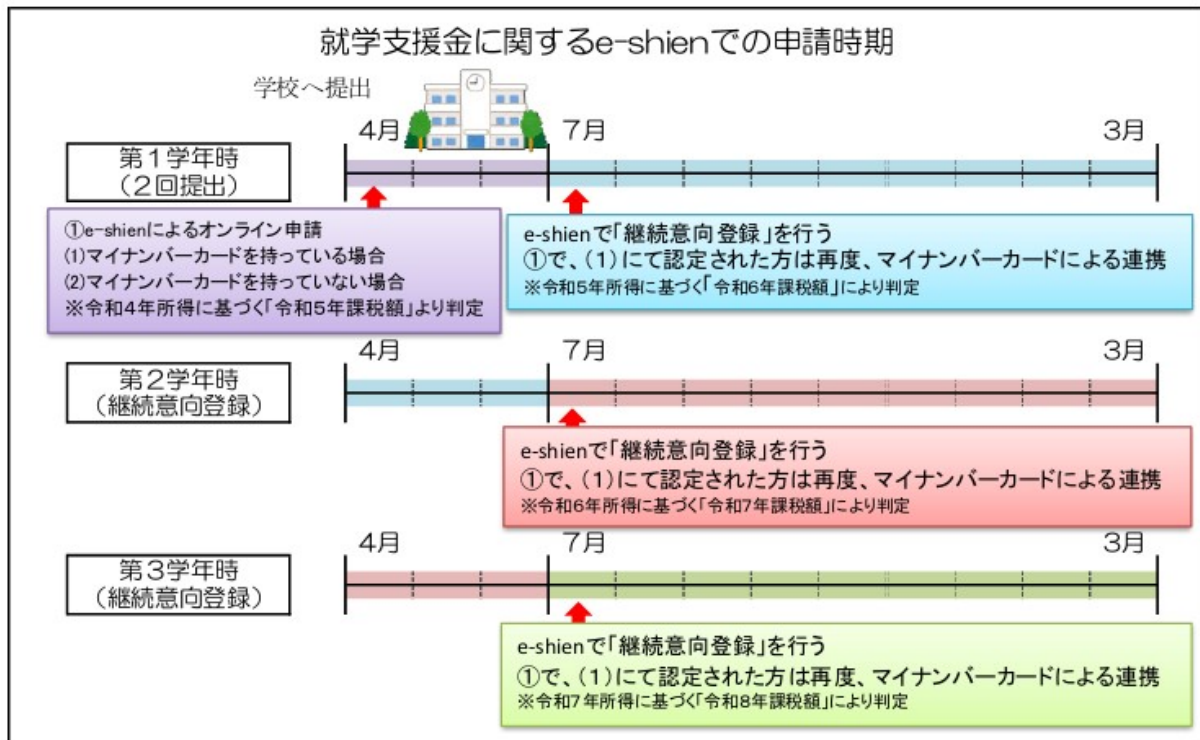 就学支援金に関するe-shienでの申請時期
学校へ提出
4月
7月
3月
第1学年時
(2回提出)
①e-shienによるオンライン申請
(1)マイナンバーカードを持っている場合
(2)マイナンバーカードを持っていない場合
※令和4年所得に基づく「令和5年課税額」より判定
e-shienで「継続意向登録」を行う
①で、(1)にて認定された方は再度、マイナンバーカードによる連携
※令和5年所得に基づく「令和6年課税額」により判定
4月
7月
3月
第2学年時
(継続意向登録)
e-shienで「継続意向登録」を行う
①で、(1)にて認定された方は再度、マイナンバーカードによる連携
※令和6年所得に基づく「令和7年課税額」により判定
4月
7月
3月
第3学年時
(継続意向登録)
e-shienで「継続意向登録」を行う
①で、(1)にて認定された方は再度、マイナンバーカードによる連携
※令和7年所得に基づく「令和8年課税額」により判定